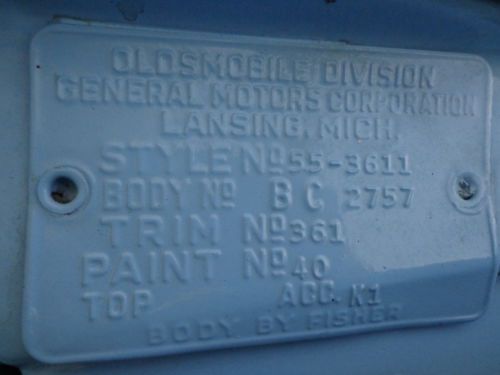 OLDSMOBILE DIVISION
GENERAL MOTORS CORPORATION
LANSING, MICH.
STYLE Nº 55-3611
BODY Nº BC 2757
TRIM Nº 361
PAINT Nº 40
TOP ACC. K1
BODY BY FISHER